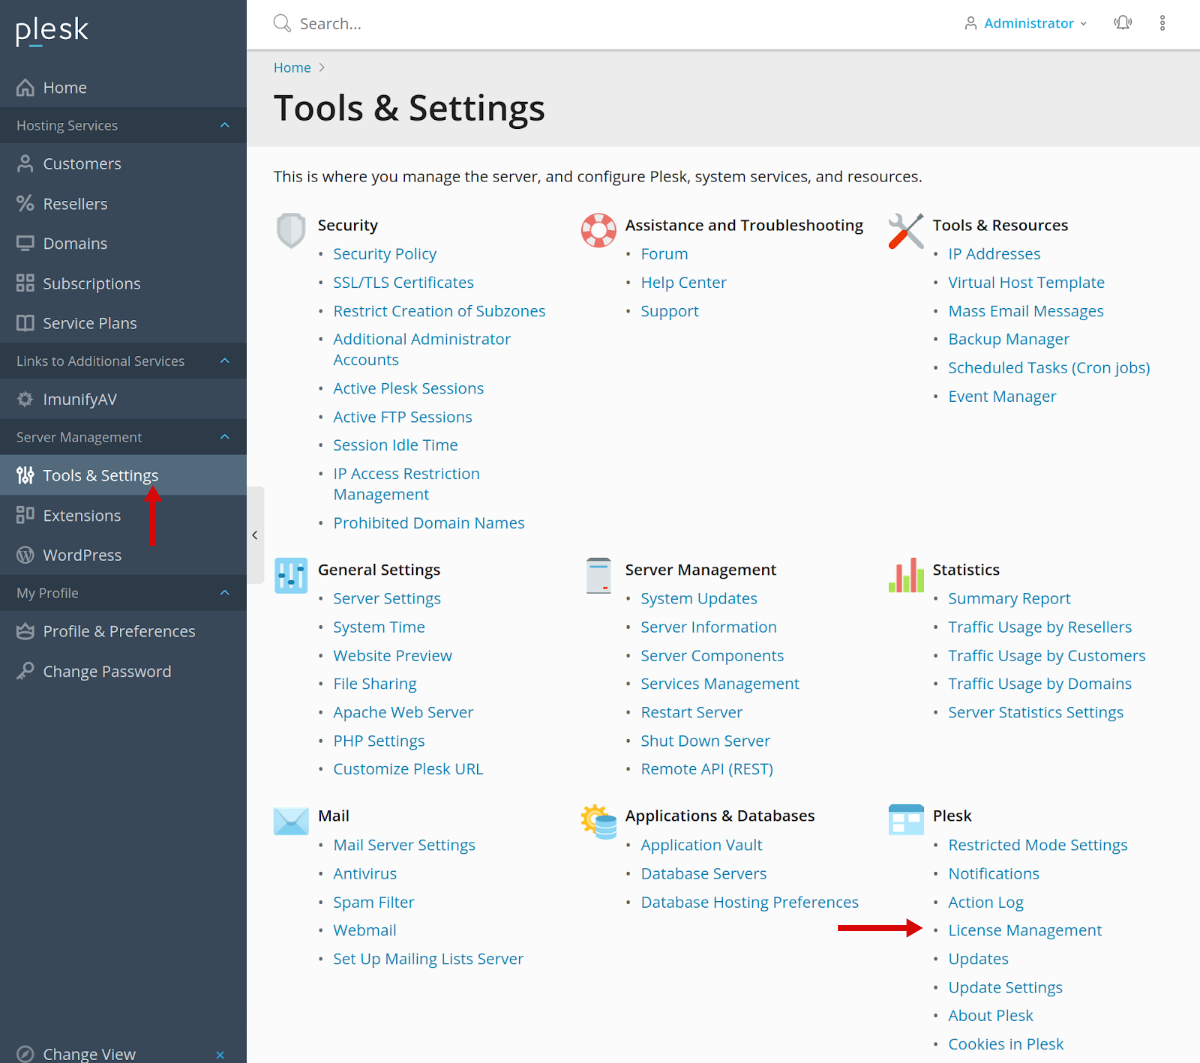 plesk
Home
Hosting Services
Customers
Resellers
Domains
Subscriptions
Service Plans
Links to Additional Services
ImunifyAV
Server Management
Tools & Settings
Extensions
WordPress
My Profile
Profile & Preferences
Change Password
Change View
Search...
Administrator
Home
Tools & Settings
This is where you manage the server, and configure Plesk, system services, and resources.
Security
Security Policy
SSL/TLS Certificates
Restrict Creation of Subzones
Additional Administrator
Accounts
Active Plesk Sessions
Active FTP Sessions
Session Idle Time
IP Access Restriction
Management
Prohibited Domain Names
Assistance and Troubleshooting
Forum
Help Center
Support
Tools & Resources
IP Addresses
Virtual Host Template
Mass Email Messages
Backup Manager
Scheduled Tasks (Cron jobs)
Event Manager
General Settings
Server Settings
System Time
Website Preview
File Sharing
Apache Web Server
PHP Settings
Customize Plesk URL
Server Management
System Updates
Server Information
Server Components
Services Management
Restart Server
Shut Down Server
Remote API (REST)
Statistics
Summary Report
Traffic Usage by Resellers
Traffic Usage by Customers
Traffic Usage by Domains
Server Statistics Settings
Mail
Mail Server Settings
Antivirus
Spam Filter
Webmail
Set Up Mailing Lists Server
Applications & Databases
Application Vault
Database Servers
Database Hosting Preferences
Plesk
Restricted Mode Settings
Notifications
Action Log
License Management
Updates
Update Settings
About Plesk
Cookies in Plesk